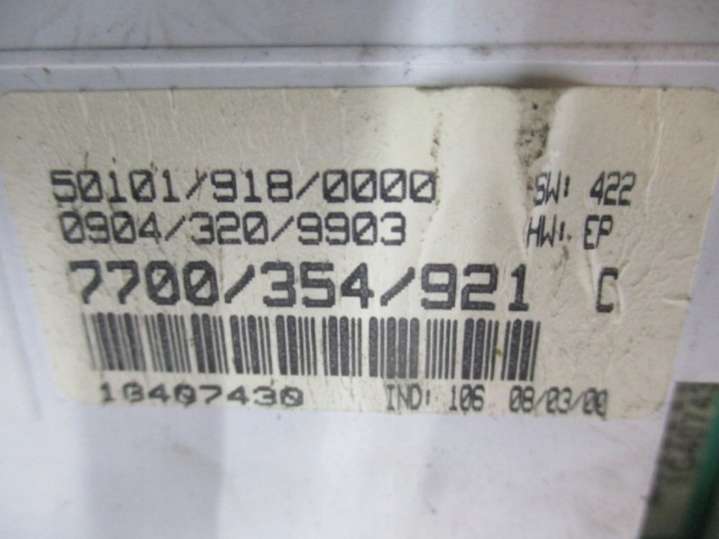 50101/918/0000 SW: 422
0904/320/9903 HW: EP
7700/354/921 C
18407430 IND: 106 08/03/00